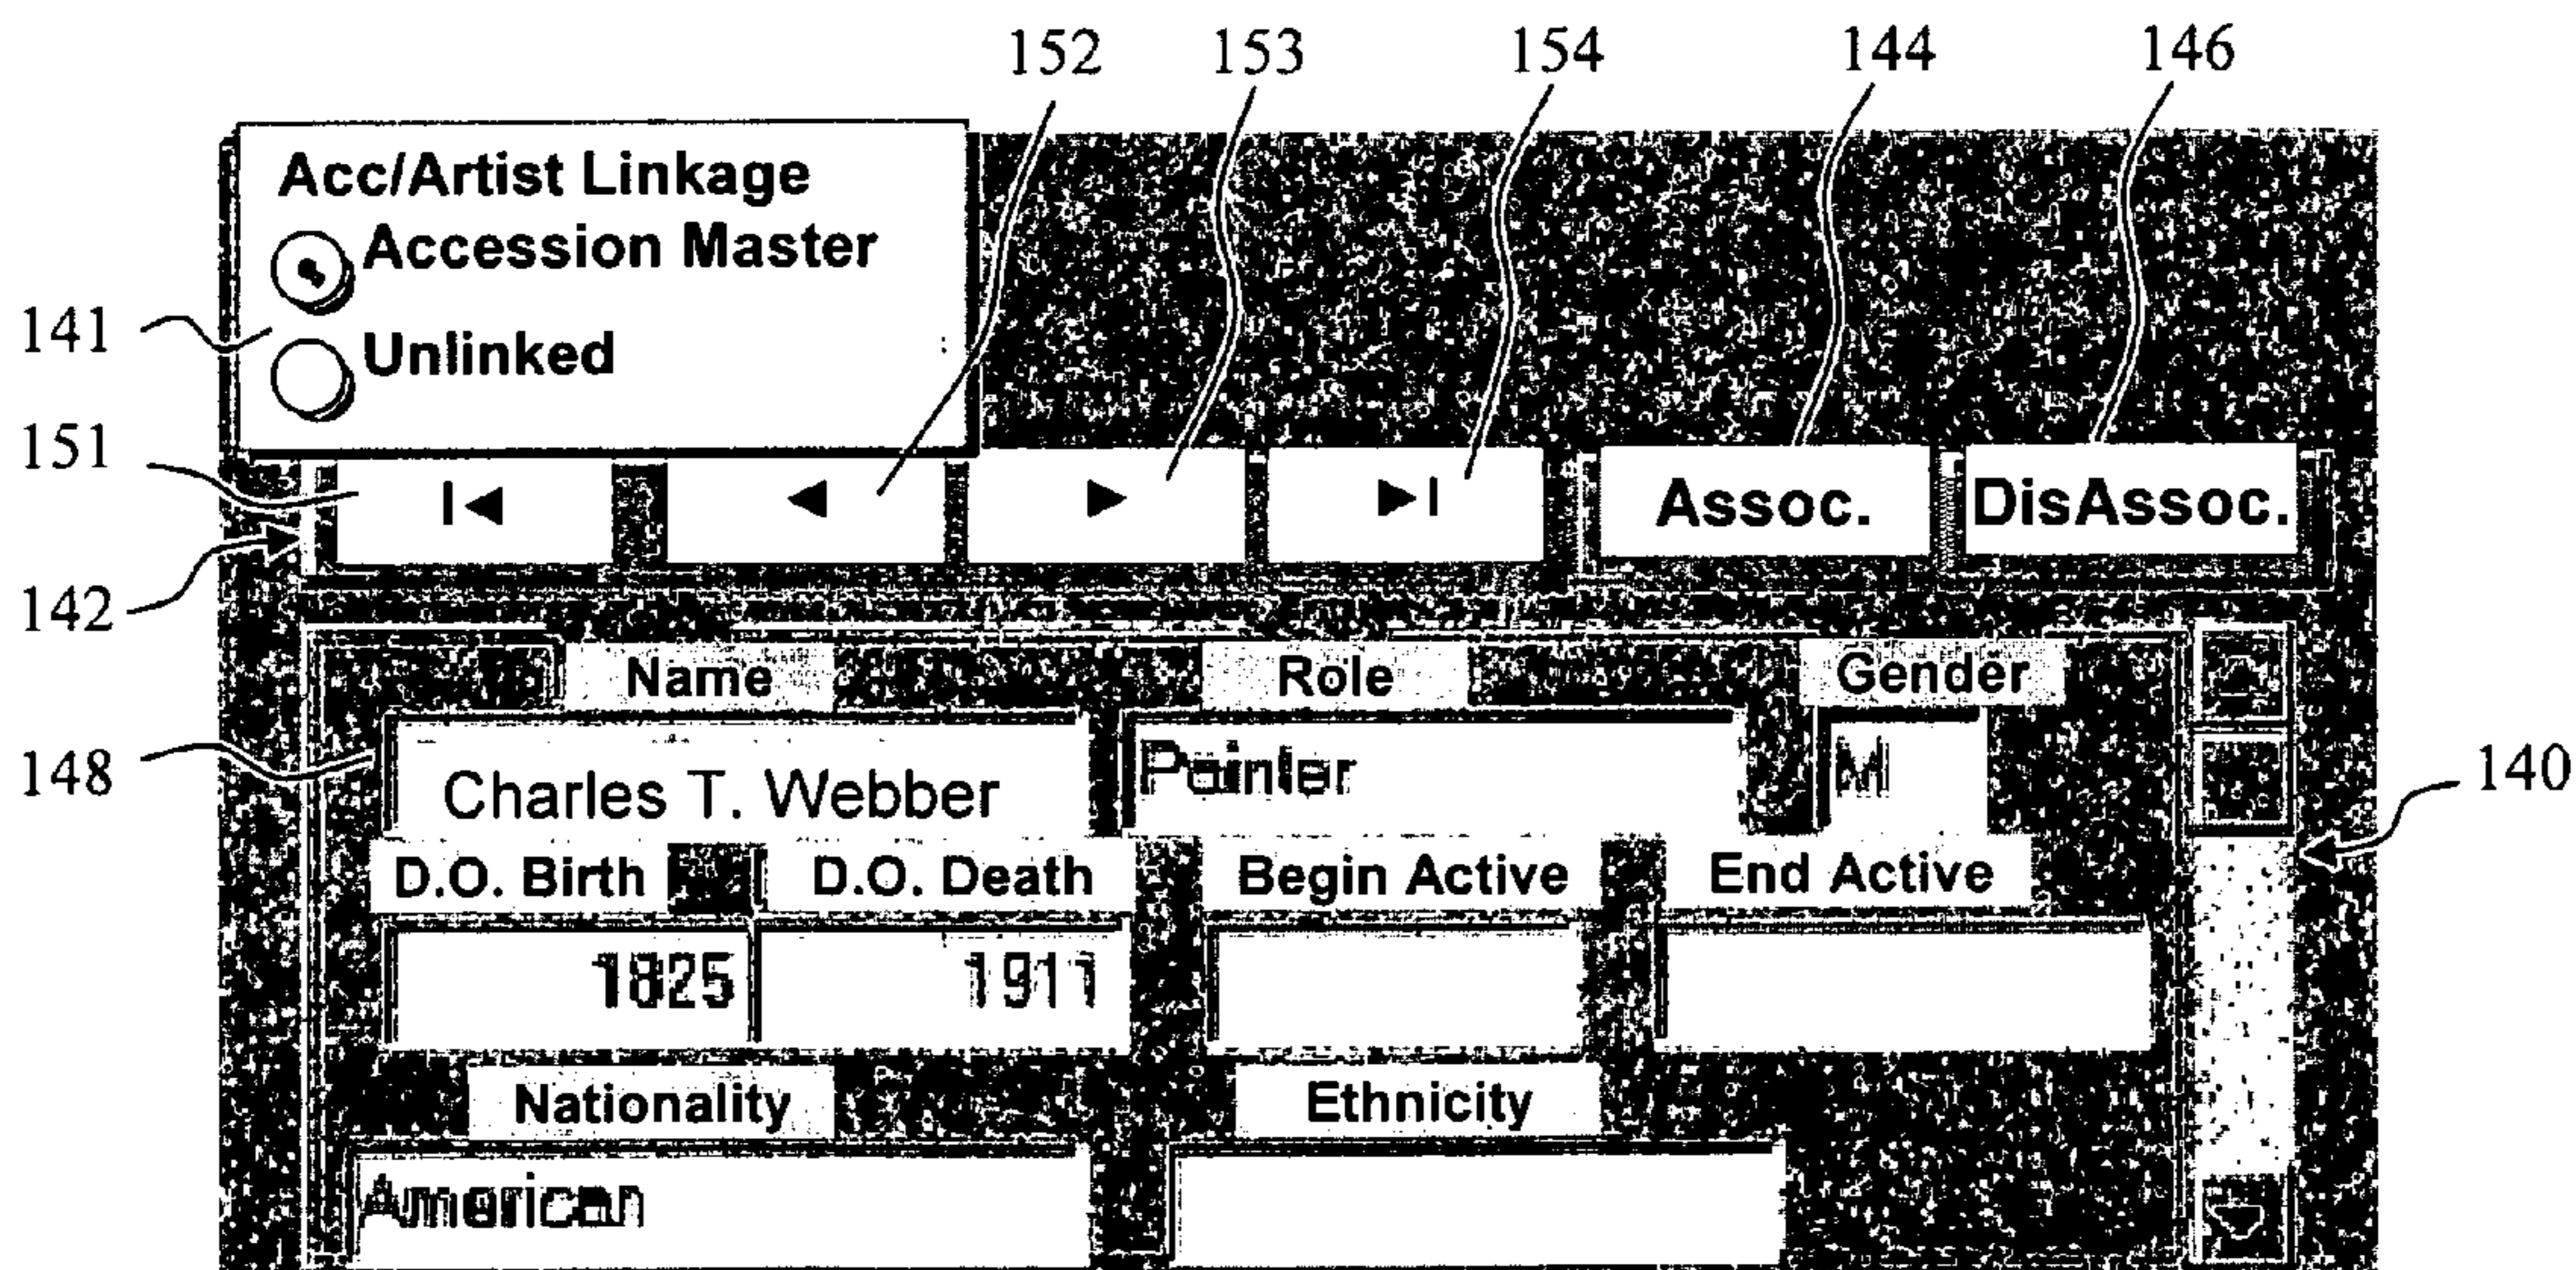 152 153 154 144 146
Acc/Artist Linkage
Accession Master
141
Unlinked
151
Assoc. DisAssoc.
142
Name Role Gender
148 Charles T. Webber Painter M 140
D.O. Birth D.O. Death Begin Active End Active
1825 1911
Nationality Ethnicity
American